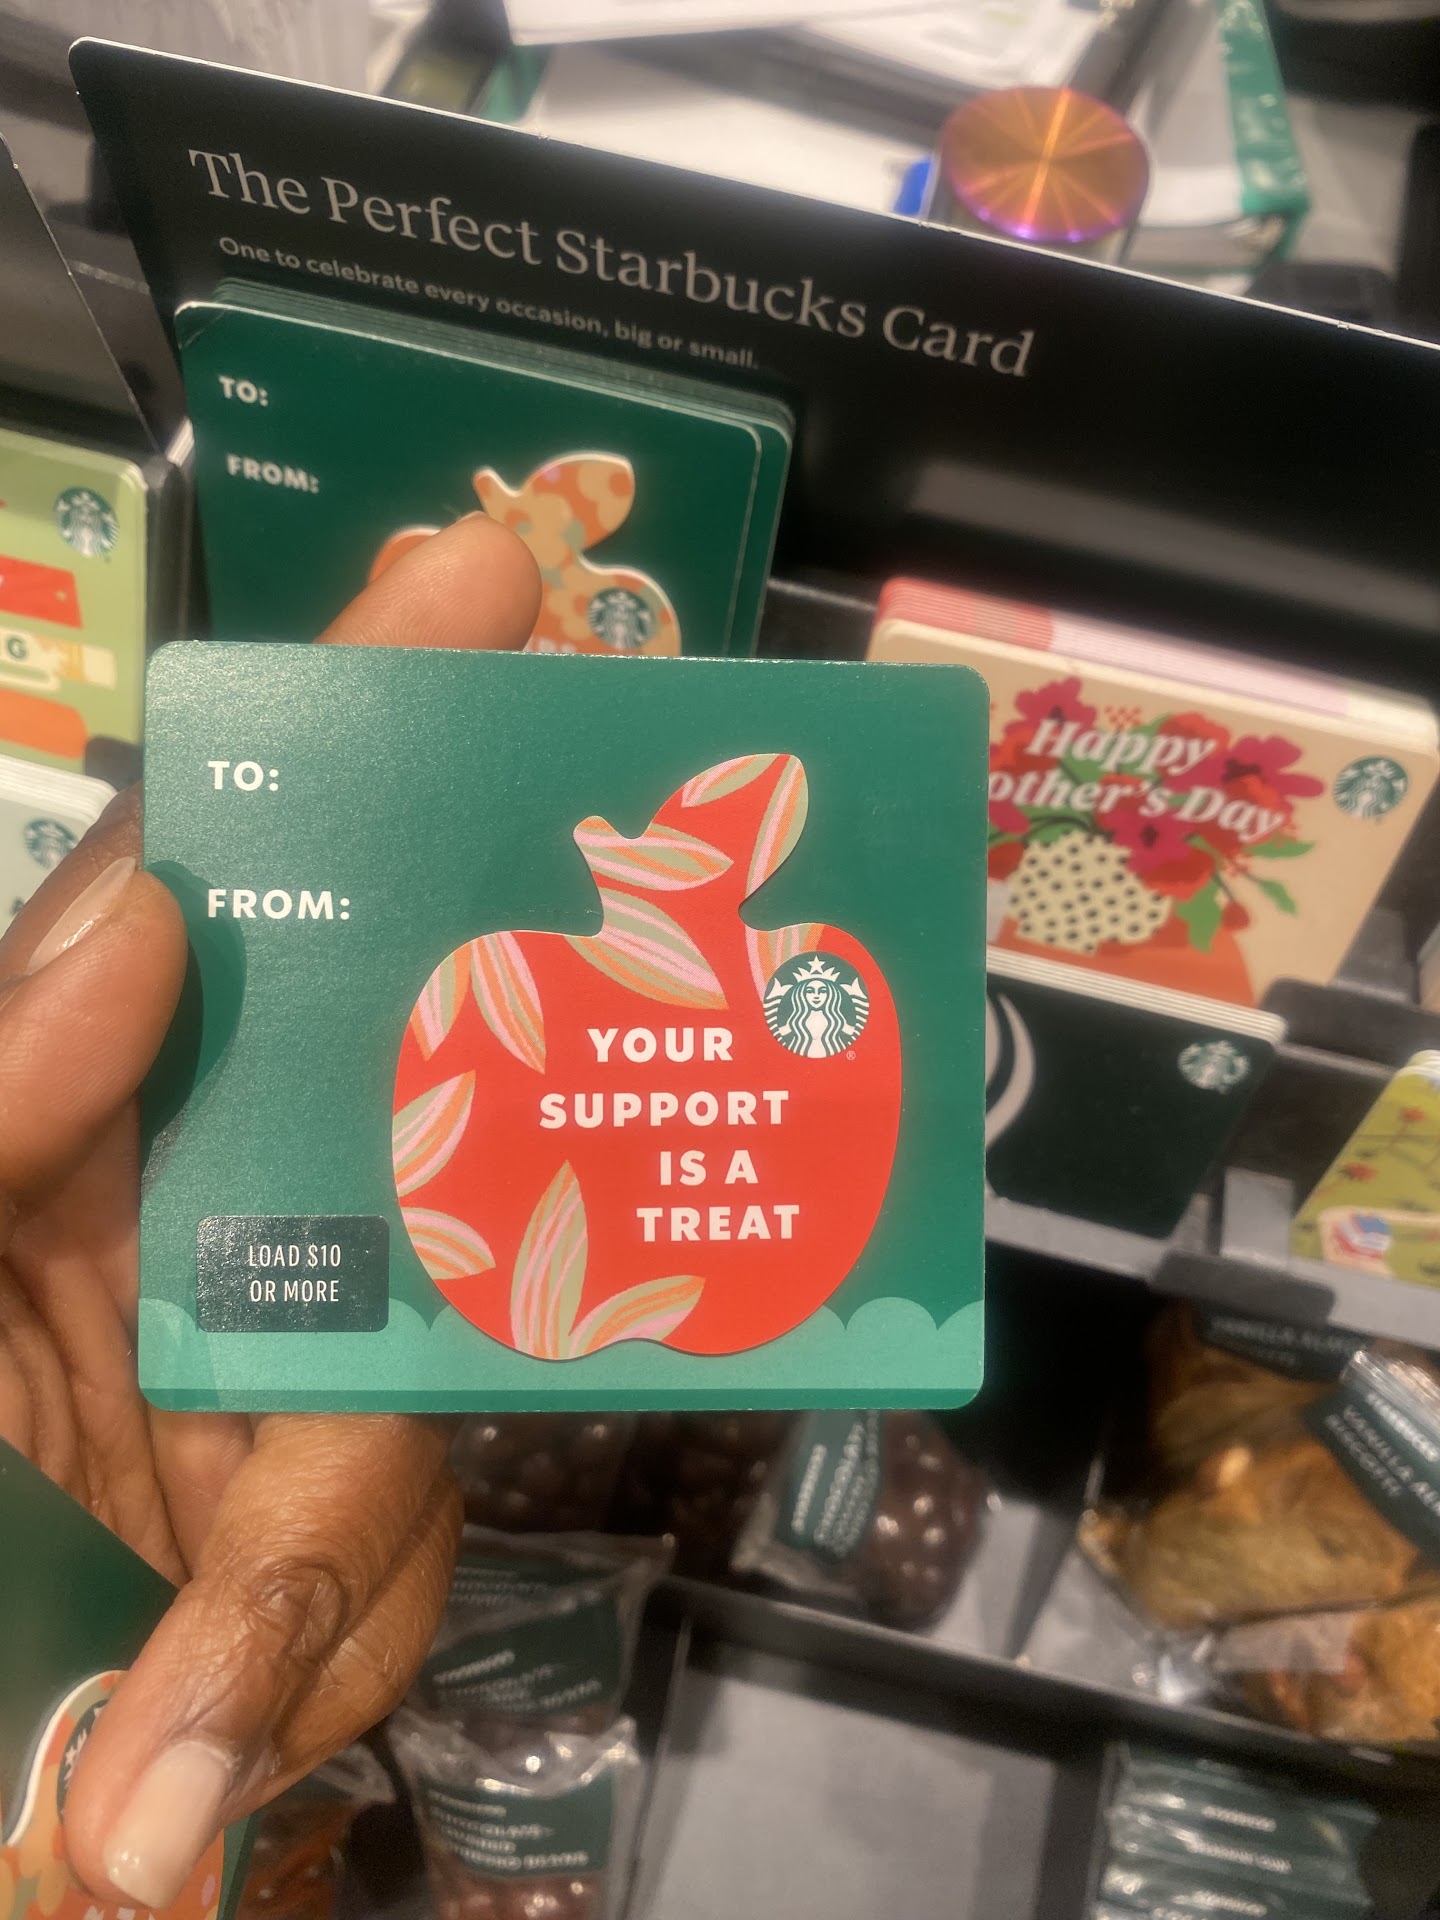 The Perfect Starbucks Card
One to celebrate every occasion, big or small.
TO:
FROM:
G
Happy
other's Day
TO:
FROM:
YOUR
SUPPORT
IS A
TREAT
LOAD $10
OR MORE